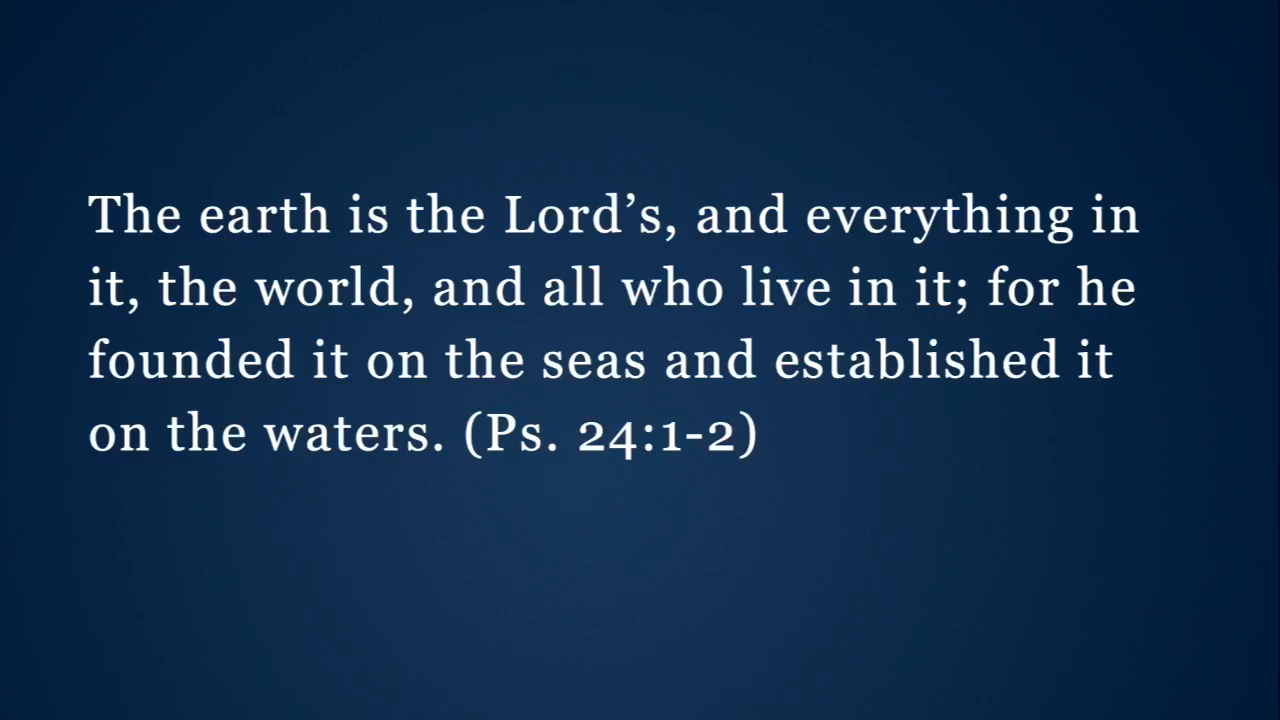 The earth is the Lord’s, and everything in
it, the world, and all who live in it; for he
founded it on the seas and established it
on the waters. (Ps. 24:1-2)